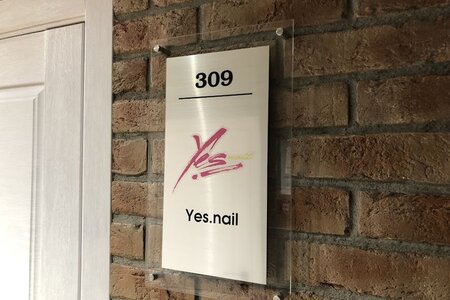 309
Yes
Yes.nail